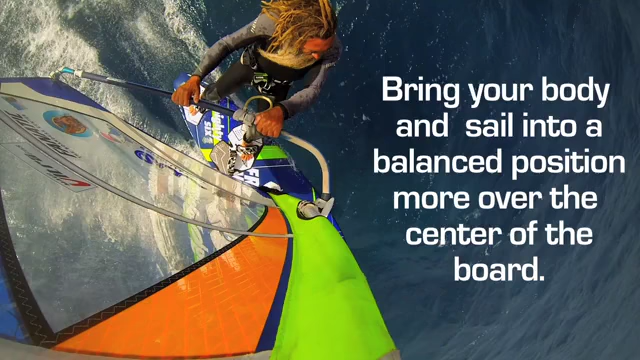 Bring your body
and sail into a
balanced position
more over the
center of the
board.